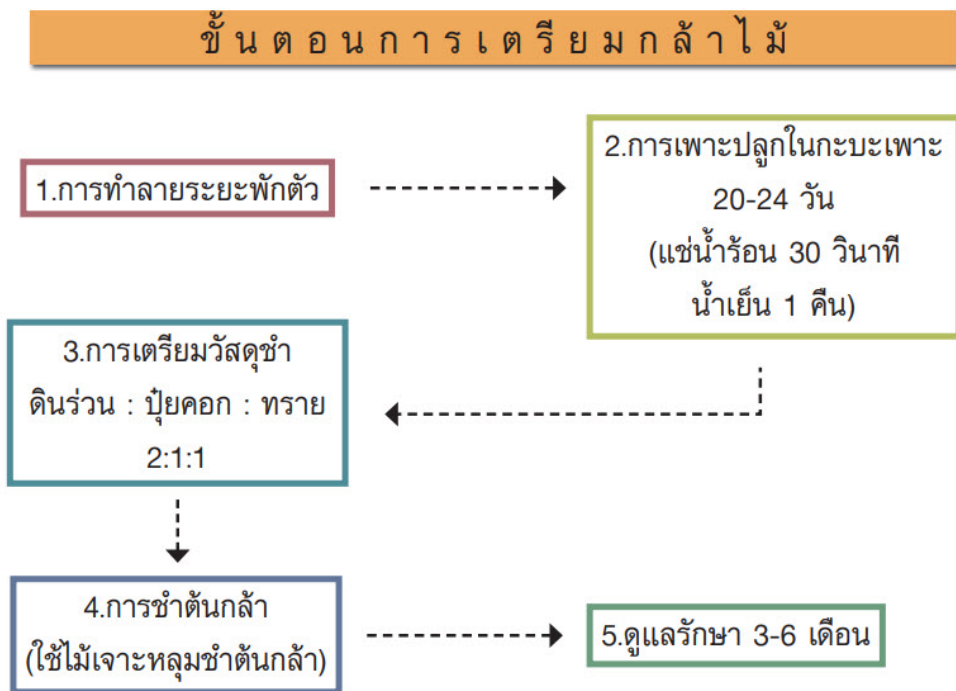 ขั้นตอนการเตรียมกล้าไม้
1.การทำลายระยะพักตัว
2.การเพาะปลูกในกะบะเพาะ
20-24 วัน
(แช่น้ำร้อน 30 วินาที
น้ำเย็น 1 คืน)
3.การเตรียมวัสดุชำ
ดินร่วน : ปุ๋ยคอก : ทราย
2:1:1
4.การชำต้นกล้า
(ใช้ไม้เจาะหลุมชำต้นกล้า)
5.ดูแลรักษา 3-6 เดือน